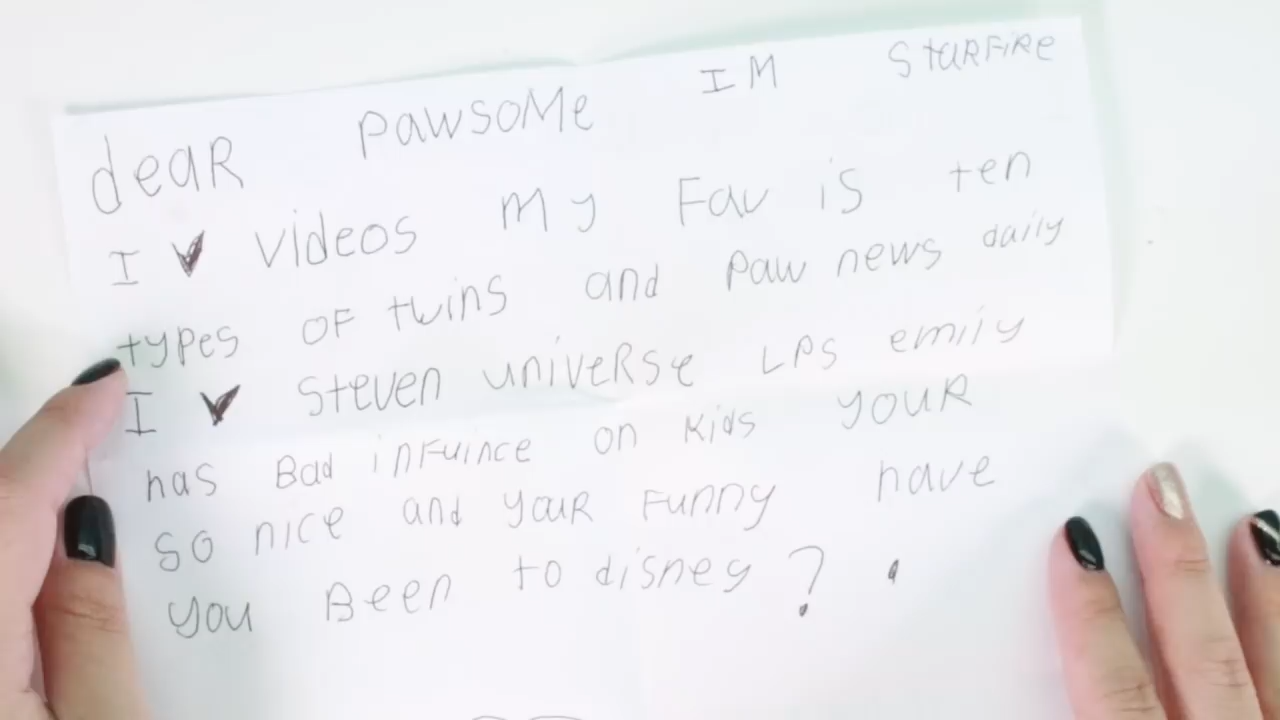 dear Pawsome IM Starfire
I ♥ videos My Fav is ten
types of twins and Paw news daily
I ♥ Steven universe LPS emily
has Bad infuince on kids your
so nice and your Funny have
you Been to disney? .